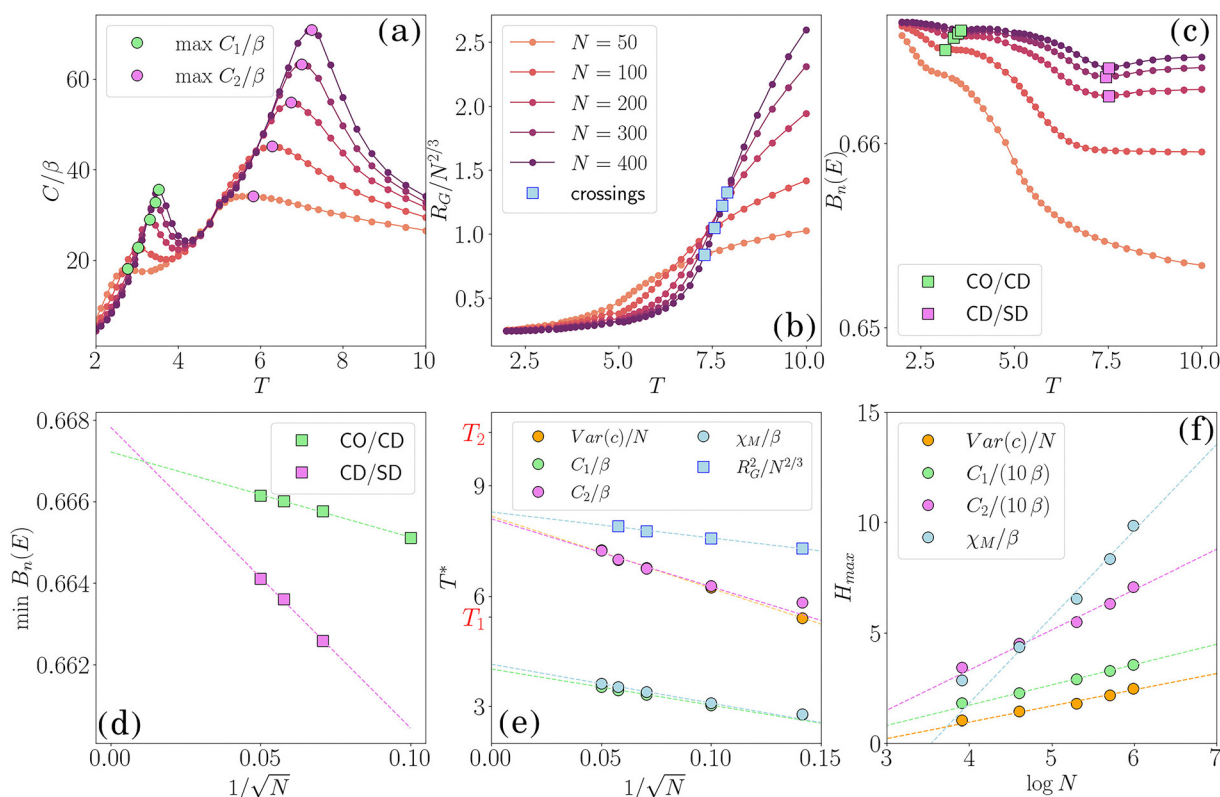 (a)
max C₁/β
max C₂/β
C/β
60
40
20
2
4
6
8
10
T
(b)
N = 50
N = 100
N = 200
N = 300
N = 400
crossings
R_G/N^{2/3}
2.5
2.0
1.5
1.0
0.5
2.5
5.0
7.5
10.0
T
(c)
CO/CD
CD/SD
B_n(E)
0.66
0.65
2.5
5.0
7.5
10.0
T
(d)
CO/CD
CD/SD
min B_n(E)
0.668
0.666
0.664
0.662
0.00
0.05
0.10
1/√N
(e)
Var(c)/N
C₁/β
C₂/β
χ_M/β
R_G^2/N^{2/3}
T*
T₂
9
6
T₁
3
0.00
0.05
0.10
0.15
1/√N
(f)
Var(c)/N
C₁/(10 β)
C₂/(10 β)
χ_M/β
H_{max}
15
10
5
0
3
4
5
6
7
log N